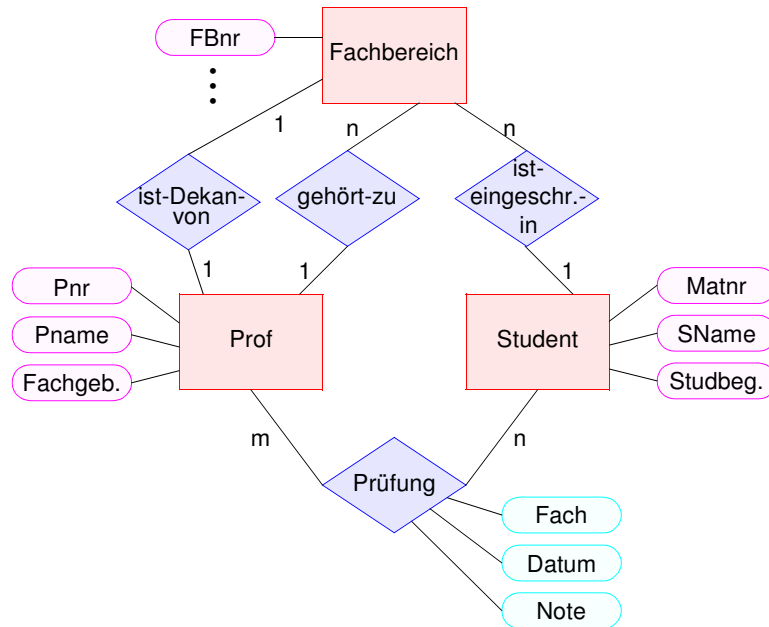 FBnr
Fachbereich
1
n
n
ist-Dekan-
von
gehört-zu
ist-
eingeschr.-
in
1
1
1
Pnr
Pname
Fachgeb.
Prof
Student
Matnr
SName
Studbeg.
m
n
Prüfung
Fach
Datum
Note